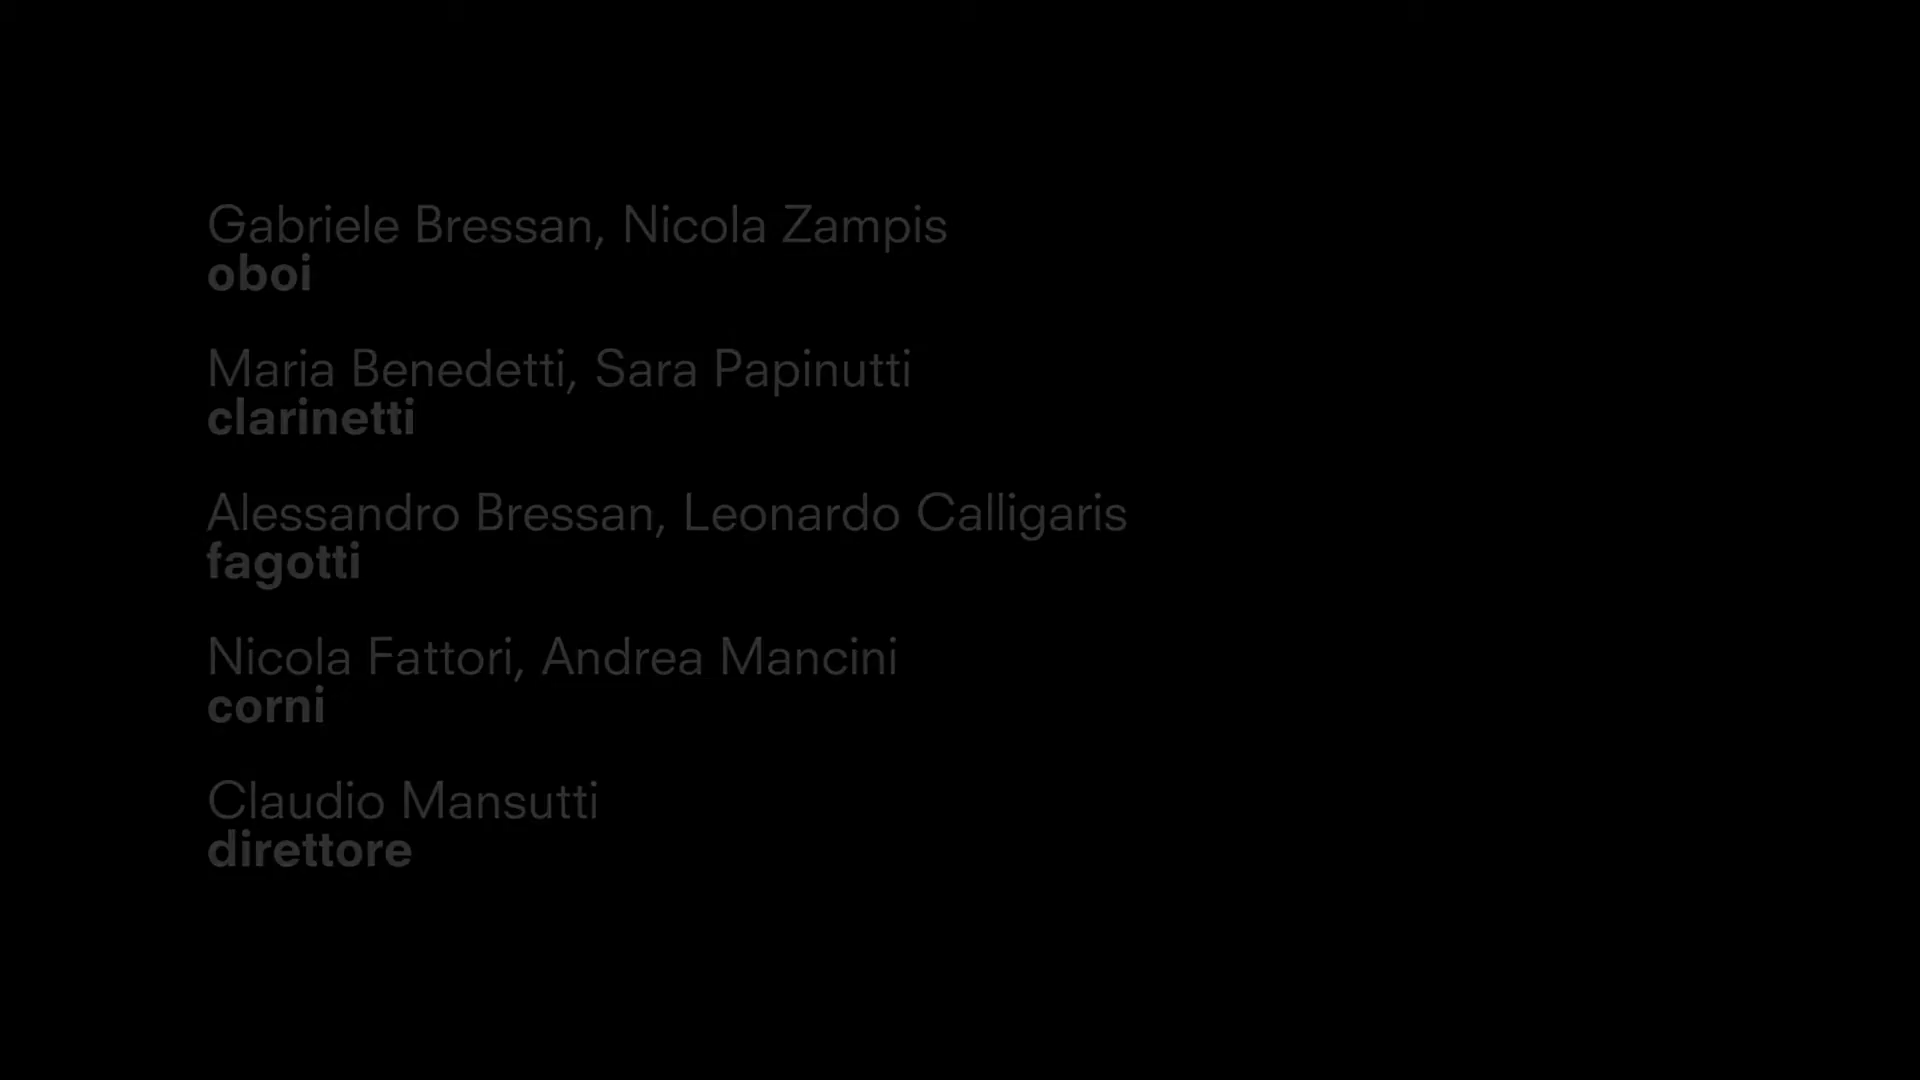 Gabriele Bressan, Nicola Zampis
oboi
Maria Benedetti, Sara Papinutti
clarinetti
Alessandro Bressan, Leonardo Calligaris
fagotti
Nicola Fattori, Andrea Mancini
corni
Claudio Mansutti
direttore